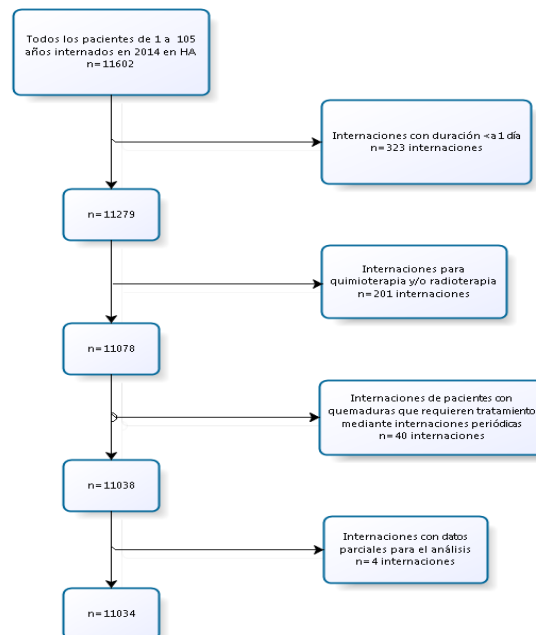 Todos los pacientes de 1 a 105
años internados en 2014 en HA
n=11602
Internaciones con duración <a 1 día
n=323 internaciones
n=11279
Internaciones para
quimioterapia y/o radioterapia
n=201 internaciones
n=11078
Internaciones de pacientes con
quemaduras que requieren tratamiento
mediante internaciones periódicas
n=40 internaciones
n=11038
Internaciones con datos
parciales para el análisis
n=4 internaciones
n=11034